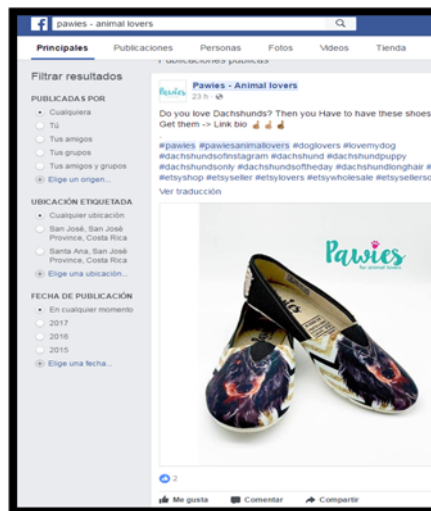 pawies - animal lovers
Principales Publicaciones Personas Fotos Videos Tienda
Publicaciones públicas
Filtrar resultados
PUBLICADAS POR
Cualquiera
Tú
Tus amigos
Tus grupos
Tus amigos y grupos
Elige un origen...
UBICACIÓN ETIQUETADA
Cualquier ubicación
San José, San José
Province, Costa Rica
Santa Ana, San José
Province, Costa Rica
Elige una ubicación...
FECHA DE PUBLICACIÓN
En cualquier momento
2017
2016
2015
Elige una fecha...
Pawies
Pawies - Animal lovers
23 h
Do you love Dachshunds? Then you Have to have these shoes
Get them -> Link bio
.
#pawies #pawiesanimallovers #doglovers #lovemydog
#dachshundsofinstagram #dachshund #dachshundpuppy
#dachshundsonly #dachshundsoftheday #dachshundlonghair #
#etsyshop #etsyseller #etsylovers #etsywholesale #etsysellerso
Ver traducción
Pawies
for animal lovers
2
Me gusta Comentar Compartir